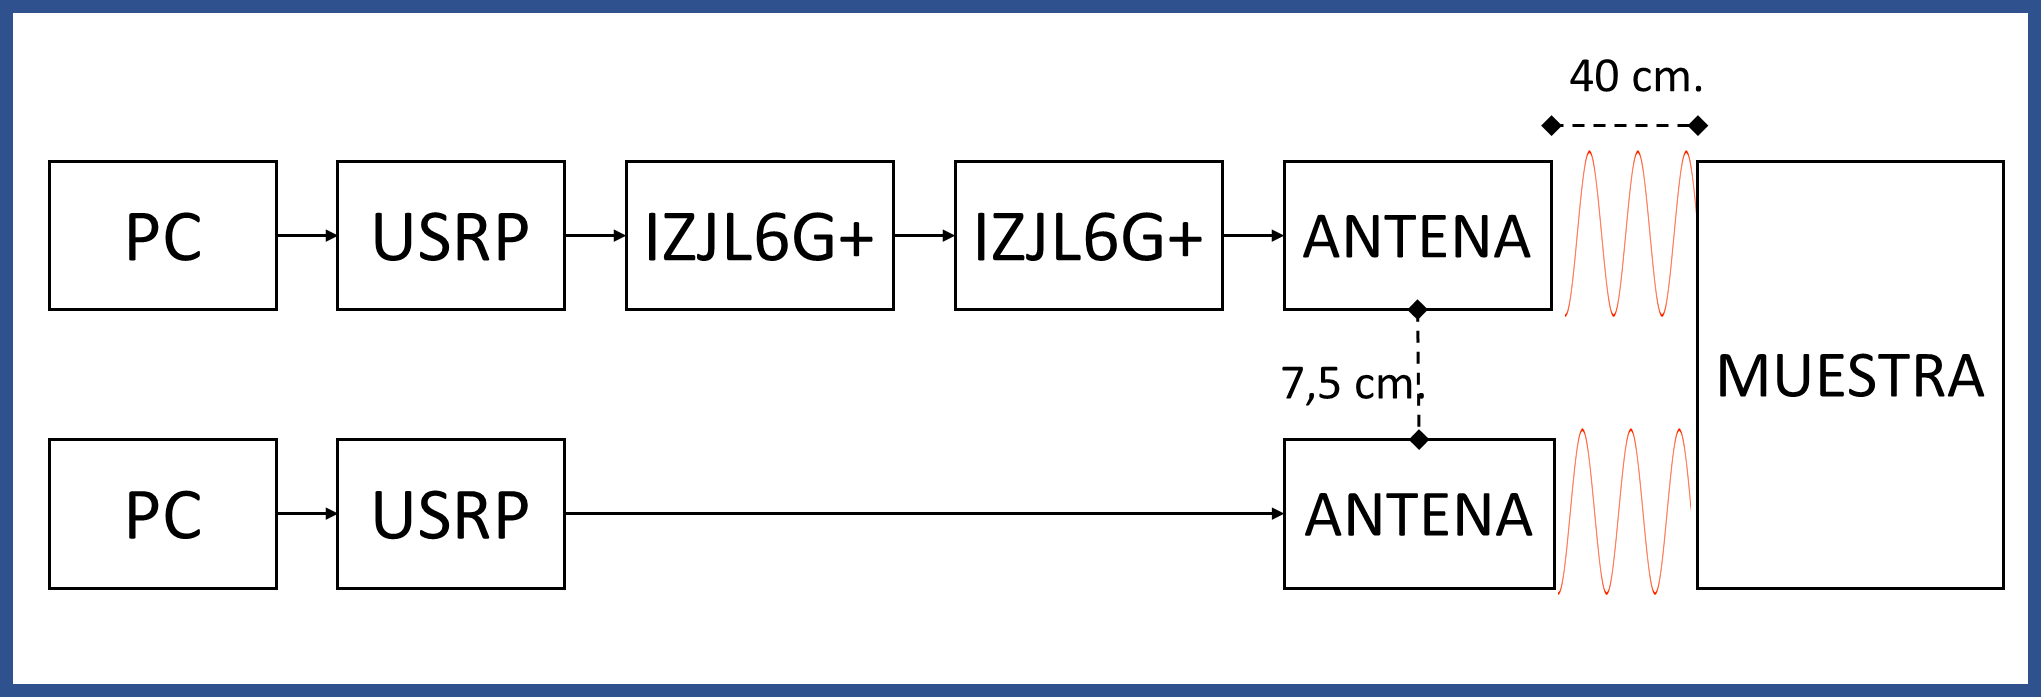 40 cm.
PC
USRP
IZJL6G+
IZJL6G+
ANTENA
MUESTRA
7,5 cm.
PC
USRP
ANTENA